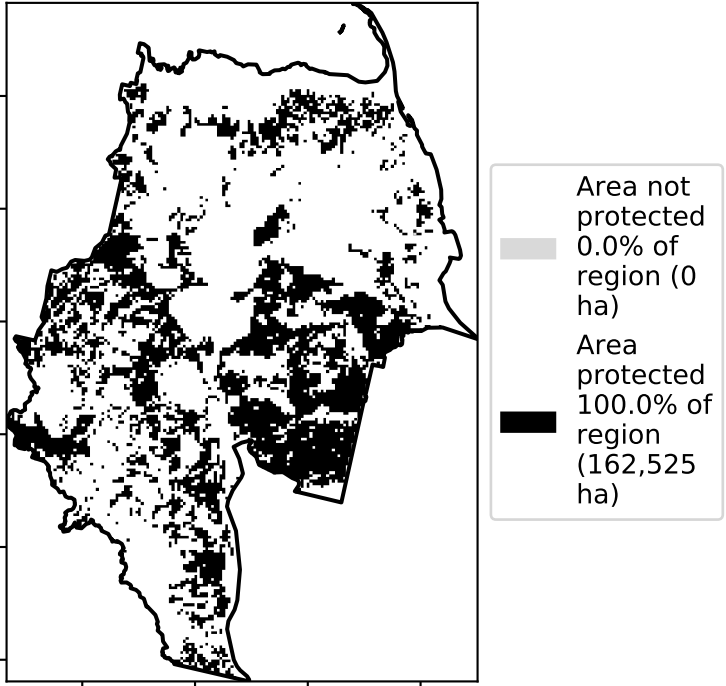 Area not
protected
0.0% of
region (0
ha)
Area
protected
100.0% of
region
(162,525
ha)